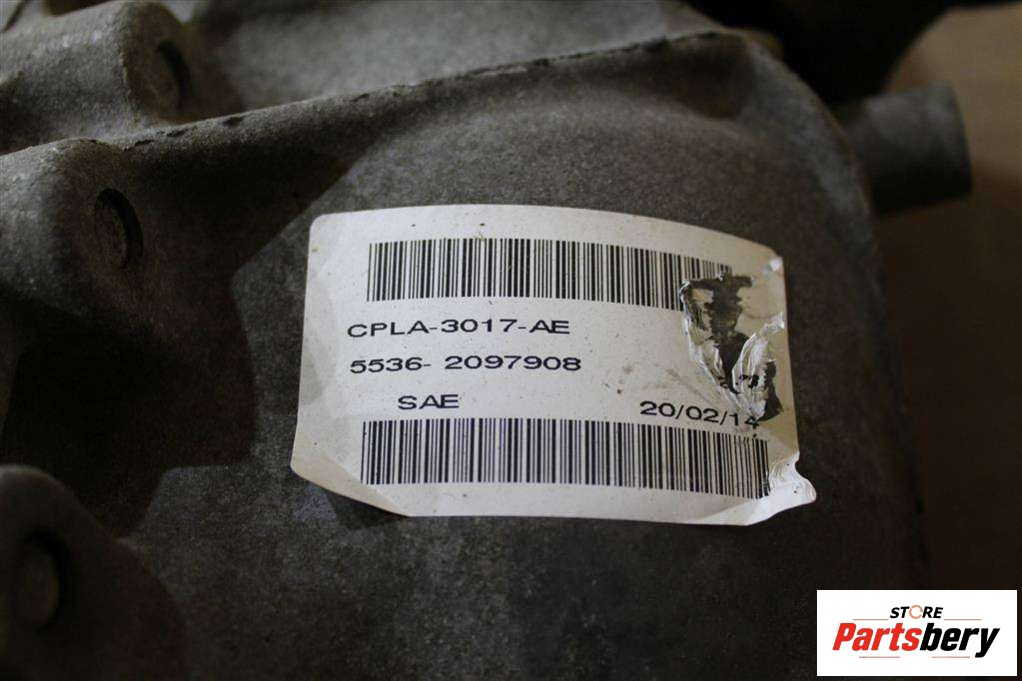 CPLA-3017-AE
5536- 2097908
SAE 20/02/14
STORE
Partsbery